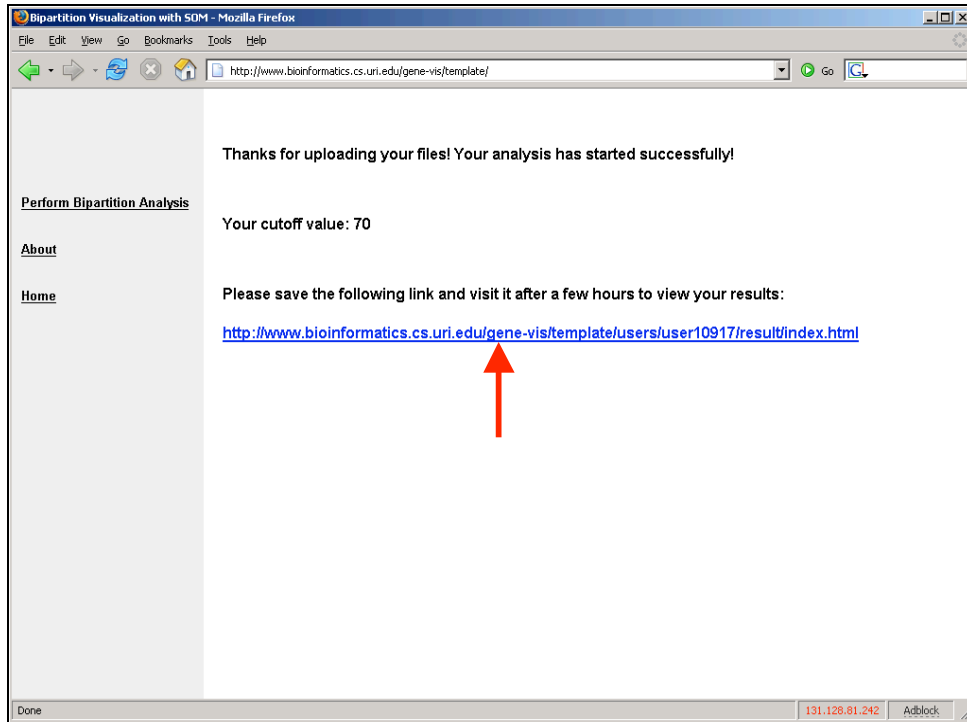 Bipartition Visualization with SOM - Mozilla Firefox
File Edit View Go Bookmarks Tools Help
http://www.bioinformatics.cs.uri.edu/gene-vis/template/ Go G
Thanks for uploading your files! Your analysis has started successfully!
Perform Bipartition Analysis
Your cutoff value: 70
About
Home
Please save the following link and visit it after a few hours to view your results:
http://www.bioinformatics.cs.uri.edu/gene-vis/template/users/user10917/result/index.html
Done 131.128.81.242 Adblock